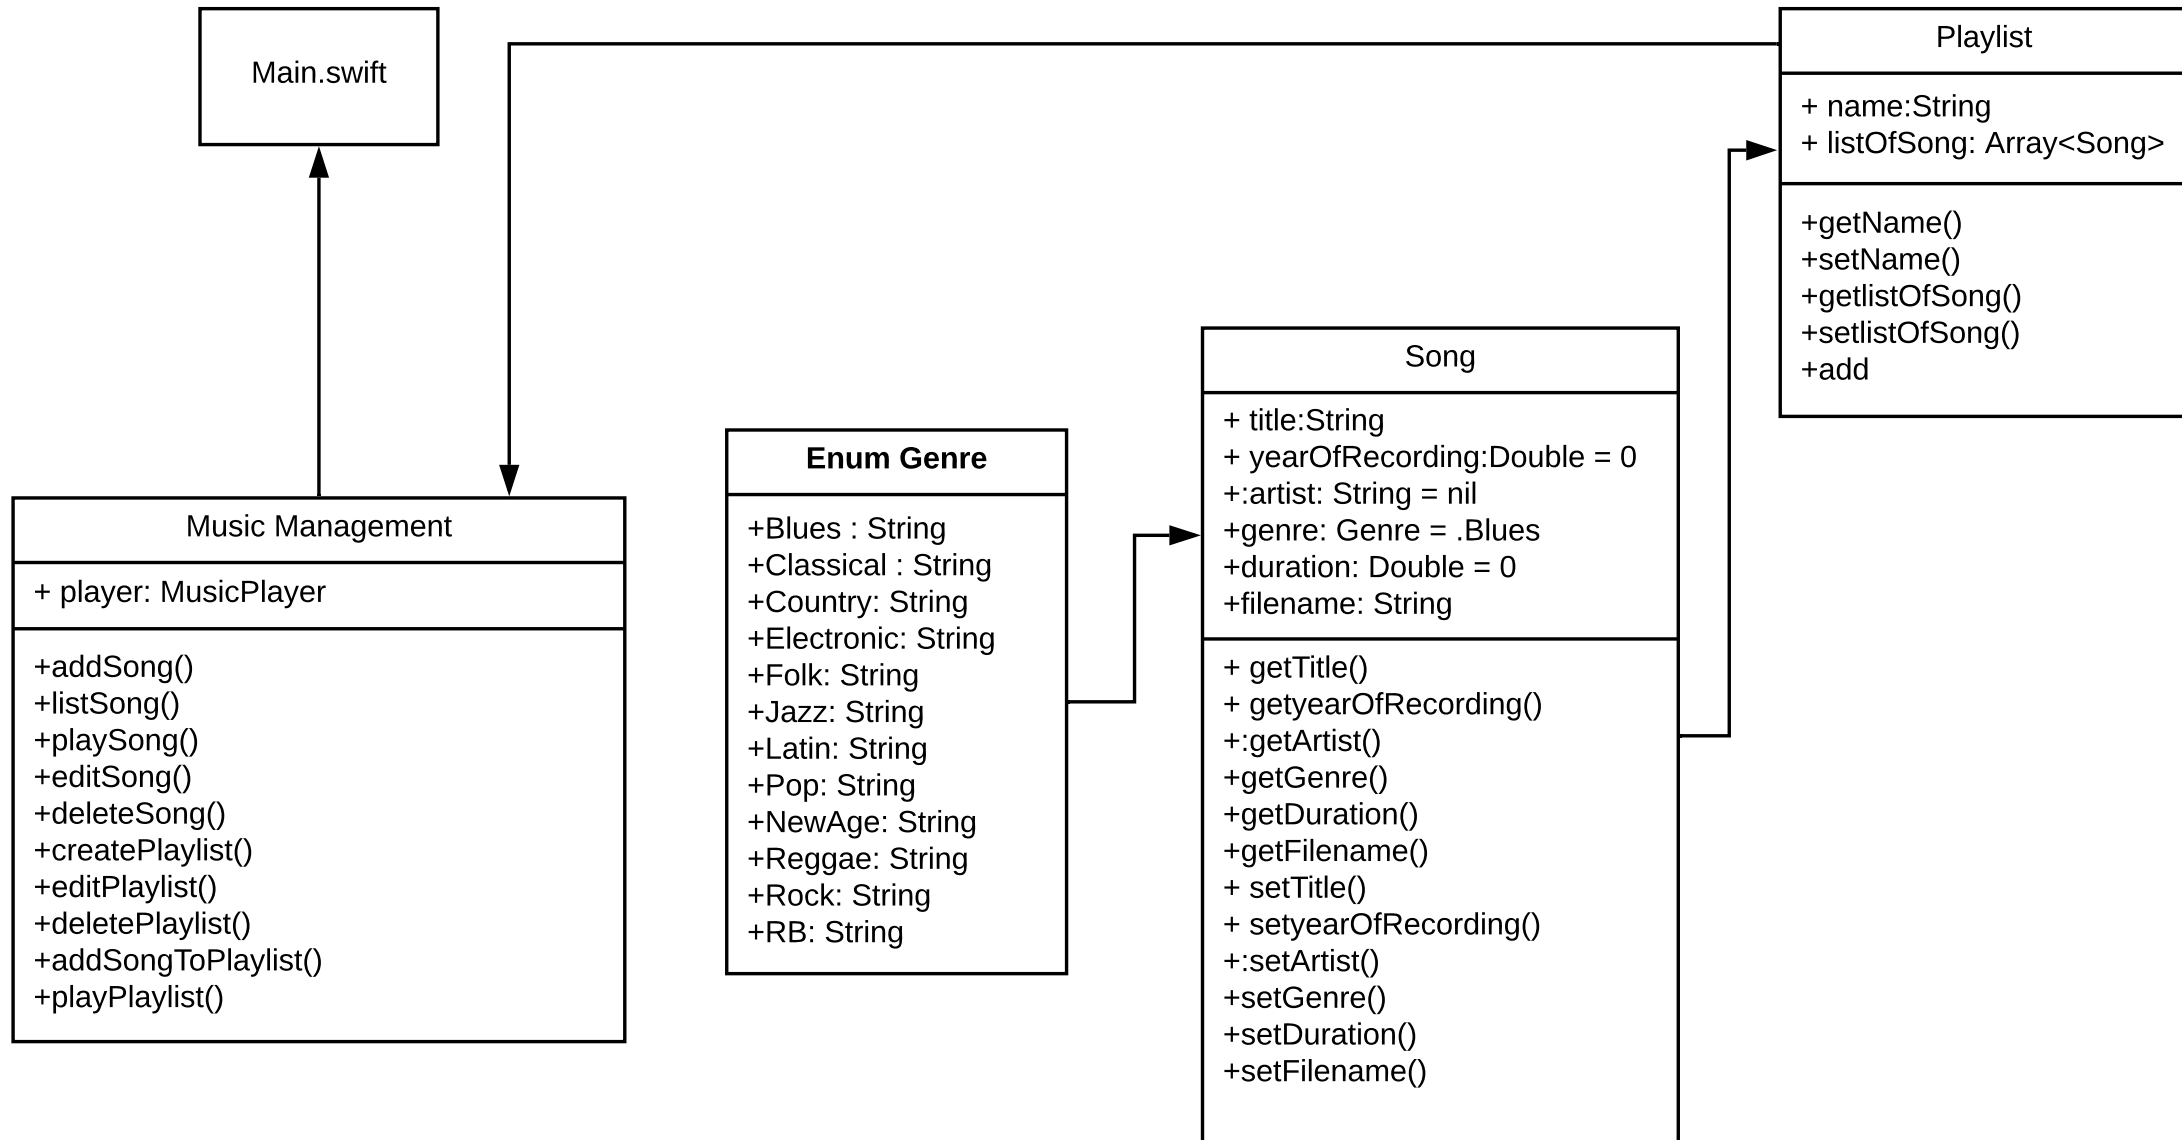 Main.swift
Playlist
+ name:String
+ listOfSong: Array<Song>
+getName()
+setName()
+getlistOfSong()
+setlistOfSong()
+add
Music Management
+ player: MusicPlayer
+addSong()
+listSong()
+playSong()
+editSong()
+deleteSong()
+createPlaylist()
+editPlaylist()
+deletePlaylist()
+addSongToPlaylist()
+playPlaylist()
Enum Genre
+Blues : String
+Classical : String
+Country: String
+Electronic: String
+Folk: String
+Jazz: String
+Latin: String
+Pop: String
+NewAge: String
+Reggae: String
+Rock: String
+RB: String
Song
+ title:String
+ yearOfRecording:Double = 0
+:artist: String = nil
+genre: Genre = .Blues
+duration: Double = 0
+filename: String
+ getTitle()
+ getyearOfRecording()
+:getArtist()
+getGenre()
+getDuration()
+getFilename()
+ setTitle()
+ setyearOfRecording()
+:setArtist()
+setGenre()
+setDuration()
+setFilename()